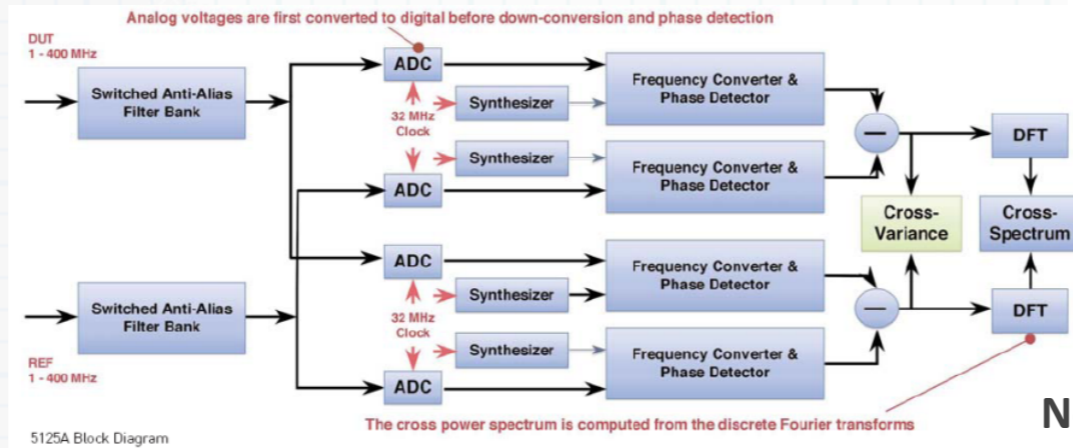 Analog voltages are first converted to digital before down-conversion and phase detection
DUT
1 - 400 MHz
Switched Anti-Alias
Filter Bank
ADC
Synthesizer
32 MHz
Clock
Synthesizer
ADC
Frequency Converter &
Phase Detector
Frequency Converter &
Phase Detector
—
DFT
Cross-
Variance
Cross-
Spectrum
REF
1 - 400 MHz
Switched Anti-Alias
Filter Bank
ADC
Synthesizer
32 MHz
Clock
Synthesizer
ADC
Frequency Converter &
Phase Detector
Frequency Converter &
Phase Detector
—
DFT
The cross power spectrum is computed from the discrete Fourier transforms
N
5125A Block Diagram